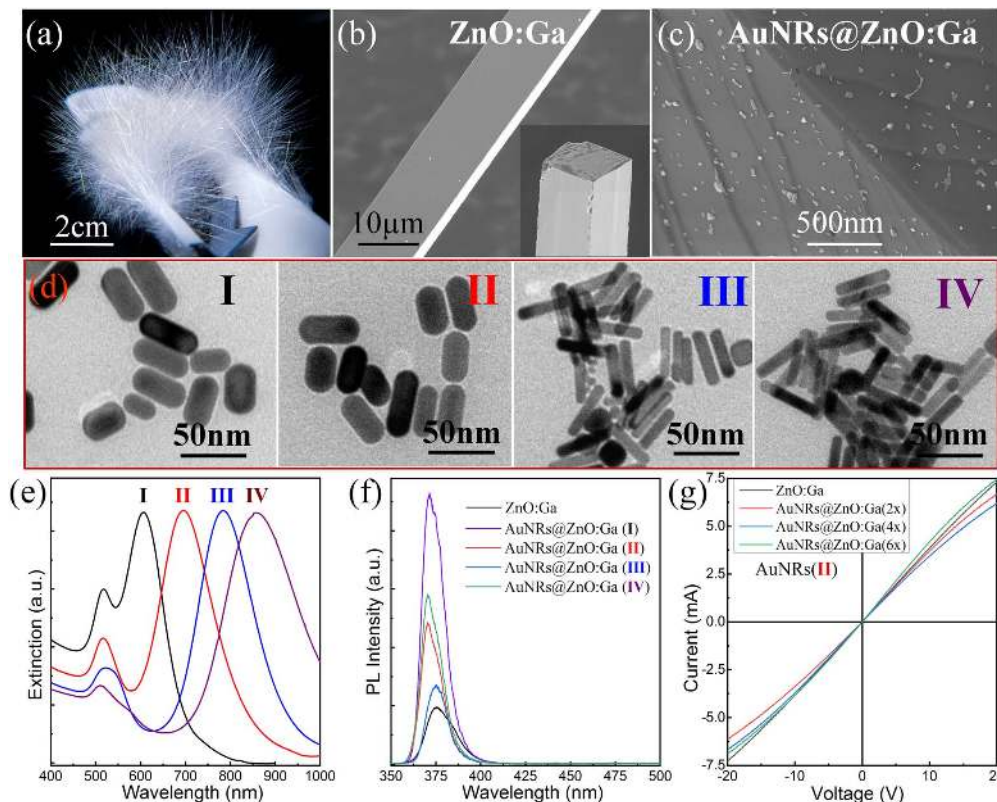 (a)
2cm
(b)
ZnO:Ga
10μm
(c)
AuNRs@ZnO:Ga
500nm
(d)
I
50nm
II
50nm
III
50nm
IV
50nm
(e)
I II III IV
Extinction (a.u.)
400 500 600 700 800 900 1000
Wavelength (nm)
(f)
ZnO:Ga
AuNRs@ZnO:Ga (I)
AuNRs@ZnO:Ga (II)
AuNRs@ZnO:Ga (III)
AuNRs@ZnO:Ga (IV)
PL Intensity (a.u.)
350 375 400 425 450 475 500
Wavelength (nm)
(g)
ZnO:Ga
AuNRs@ZnO:Ga(2x)
AuNRs@ZnO:Ga(4x)
AuNRs@ZnO:Ga(6x)
AuNRs(II)
Current (mA)
7.5
5.0
2.5
0.0
-2.5
-5.0
-7.5
-20 -10 0 10 20
Voltage (V)